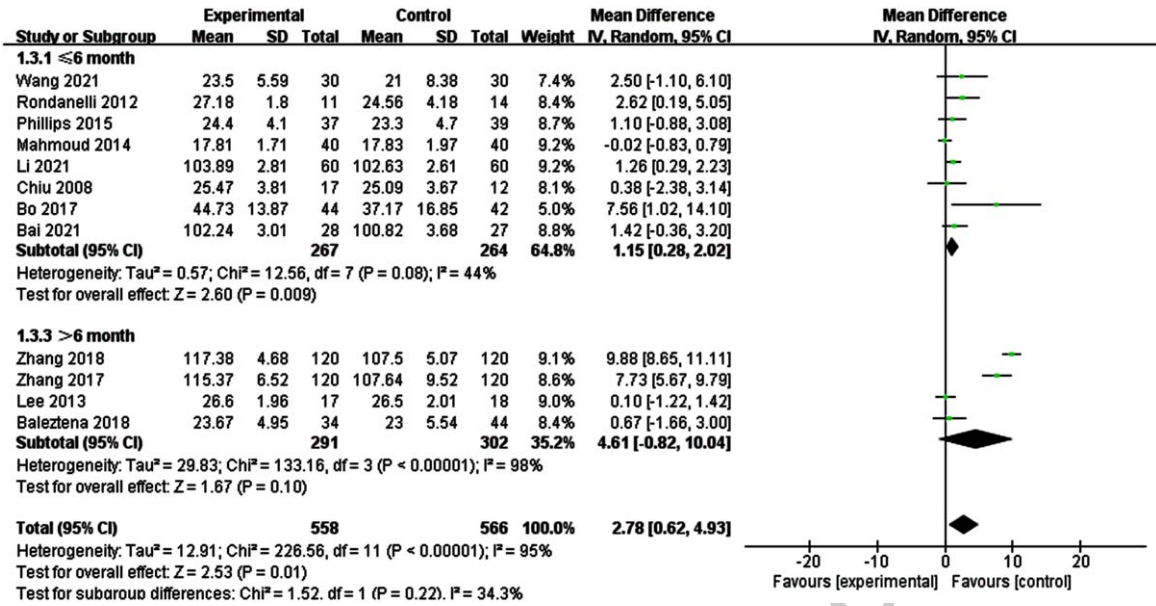 Experimental Control Mean Difference Mean Difference
Study or Subgroup Mean SD Total Mean SD Total Weight IV, Random, 95% CI IV, Random, 95% CI
1.3.1 ≤6 month
Wang 2021 23.5 5.59 30 21 8.38 30 7.4% 2.50 [-1.10, 6.10]
Rondanelli 2012 27.18 1.8 11 24.56 4.18 14 8.4% 2.62 [0.19, 5.05]
Phillips 2015 24.4 4.1 37 23.3 4.7 39 8.7% 1.10 [-0.88, 3.08]
Mahmoud 2014 17.81 1.71 40 17.83 1.97 40 9.2% -0.02 [-0.83, 0.79]
Li 2021 103.89 2.81 60 102.63 2.61 60 9.2% 1.26 [0.29, 2.23]
Chiu 2008 25.47 3.81 17 25.09 3.67 12 8.1% 0.38 [-2.38, 3.14]
Bo 2017 44.73 13.87 44 37.17 16.85 42 5.0% 7.56 [1.02, 14.10]
Bai 2021 102.24 3.01 28 100.82 3.68 27 8.8% 1.42 [-0.36, 3.20]
Subtotal (95% CI) 267 264 64.8% 1.15 [0.28, 2.02]
Heterogeneity: Tau² = 0.57; Chi² = 12.56, df = 7 (P = 0.08); I² = 44%
Test for overall effect: Z = 2.60 (P = 0.009)
1.3.3 >6 month
Zhang 2018 117.38 4.68 120 107.5 5.07 120 9.1% 9.88 [8.65, 11.11]
Zhang 2017 115.37 6.52 120 107.64 9.52 120 8.6% 7.73 [5.67, 9.79]
Lee 2013 26.6 1.96 17 26.5 2.01 18 9.0% 0.10 [-1.22, 1.42]
Baleztena 2018 23.67 4.95 34 23 5.54 44 8.4% 0.67 [-1.66, 3.00]
Subtotal (95% CI) 291 302 35.2% 4.61 [-0.82, 10.04]
Heterogeneity: Tau² = 29.83; Chi² = 133.16, df = 3 (P < 0.00001); I² = 98%
Test for overall effect: Z = 1.67 (P = 0.10)
Total (95% CI) 558 566 100.0% 2.78 [0.62, 4.93]
Heterogeneity: Tau² = 12.91; Chi² = 226.56, df = 11 (P < 0.00001); I² = 95%
Test for overall effect: Z = 2.53 (P = 0.01)
Test for subgroup differences: Chi² = 1.52, df = 1 (P = 0.22), I² = 34.3%
-20 -10 0 10 20
Favours [experimental] Favours [control]